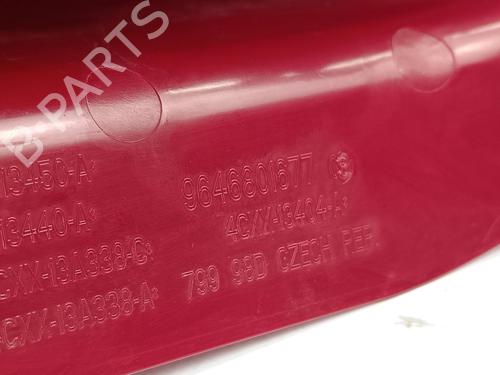 B-PARTS
13450-A
9646801677
13440-A
4CXX-13404-A
CXX-13A338-C
799 98D CZECH REP.
CXX-13A338-A